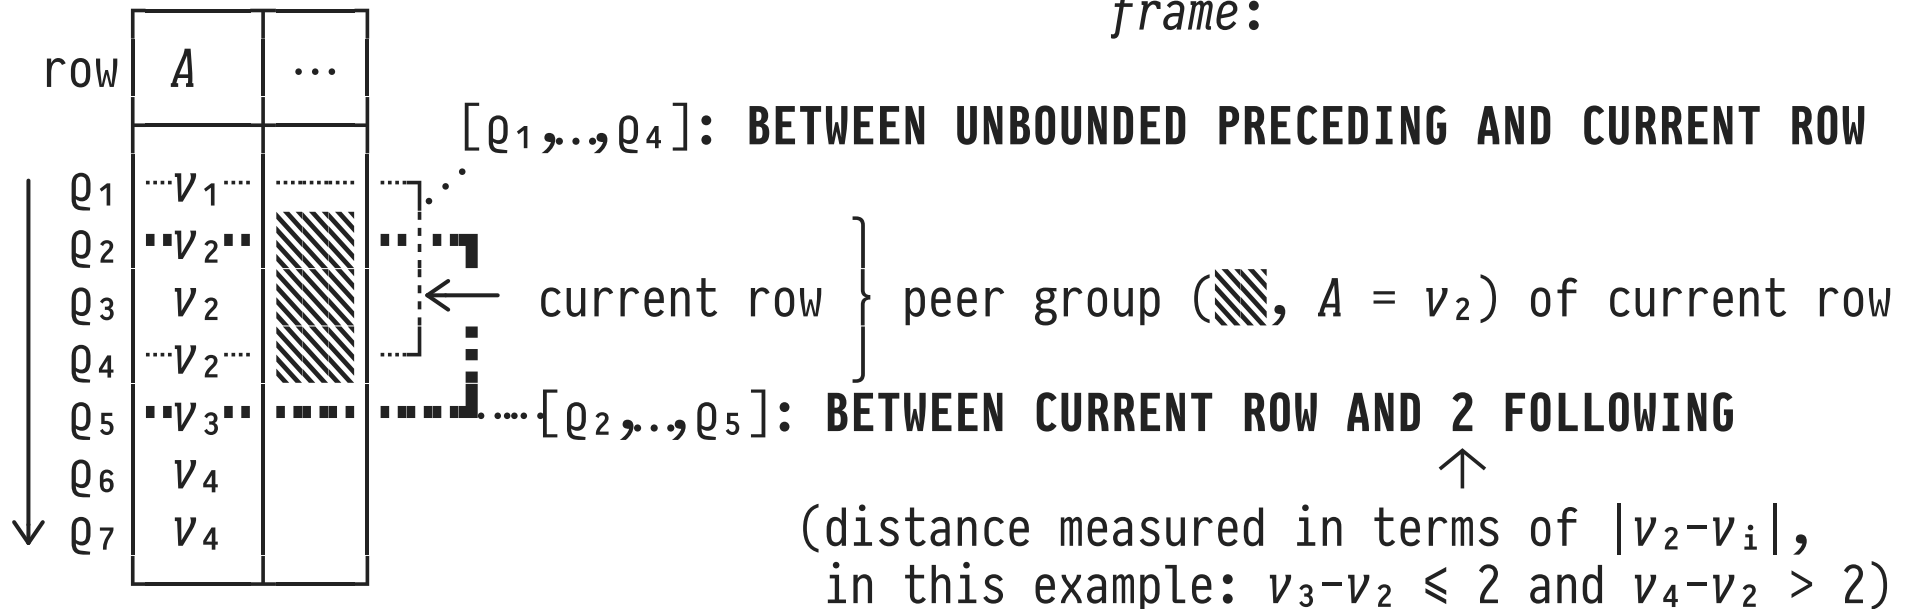 frame:
row A ...
[ϱ₁,..,ϱ₄]: BETWEEN UNBOUNDED PRECEDING AND CURRENT ROW
ϱ₁ v₁
ϱ₂ v₂
ϱ₃ v₂ ← current row } peer group (▨, A = v₂) of current row
ϱ₄ v₂
ϱ₅ v₃ [ϱ₂,..,ϱ₅]: BETWEEN CURRENT ROW AND 2 FOLLOWING
ϱ₆ v₄ ↑
ϱ₇ v₄ (distance measured in terms of |v₂-vᵢ|,
in this example: v₃-v₂ ⩽ 2 and v₄-v₂ > 2)